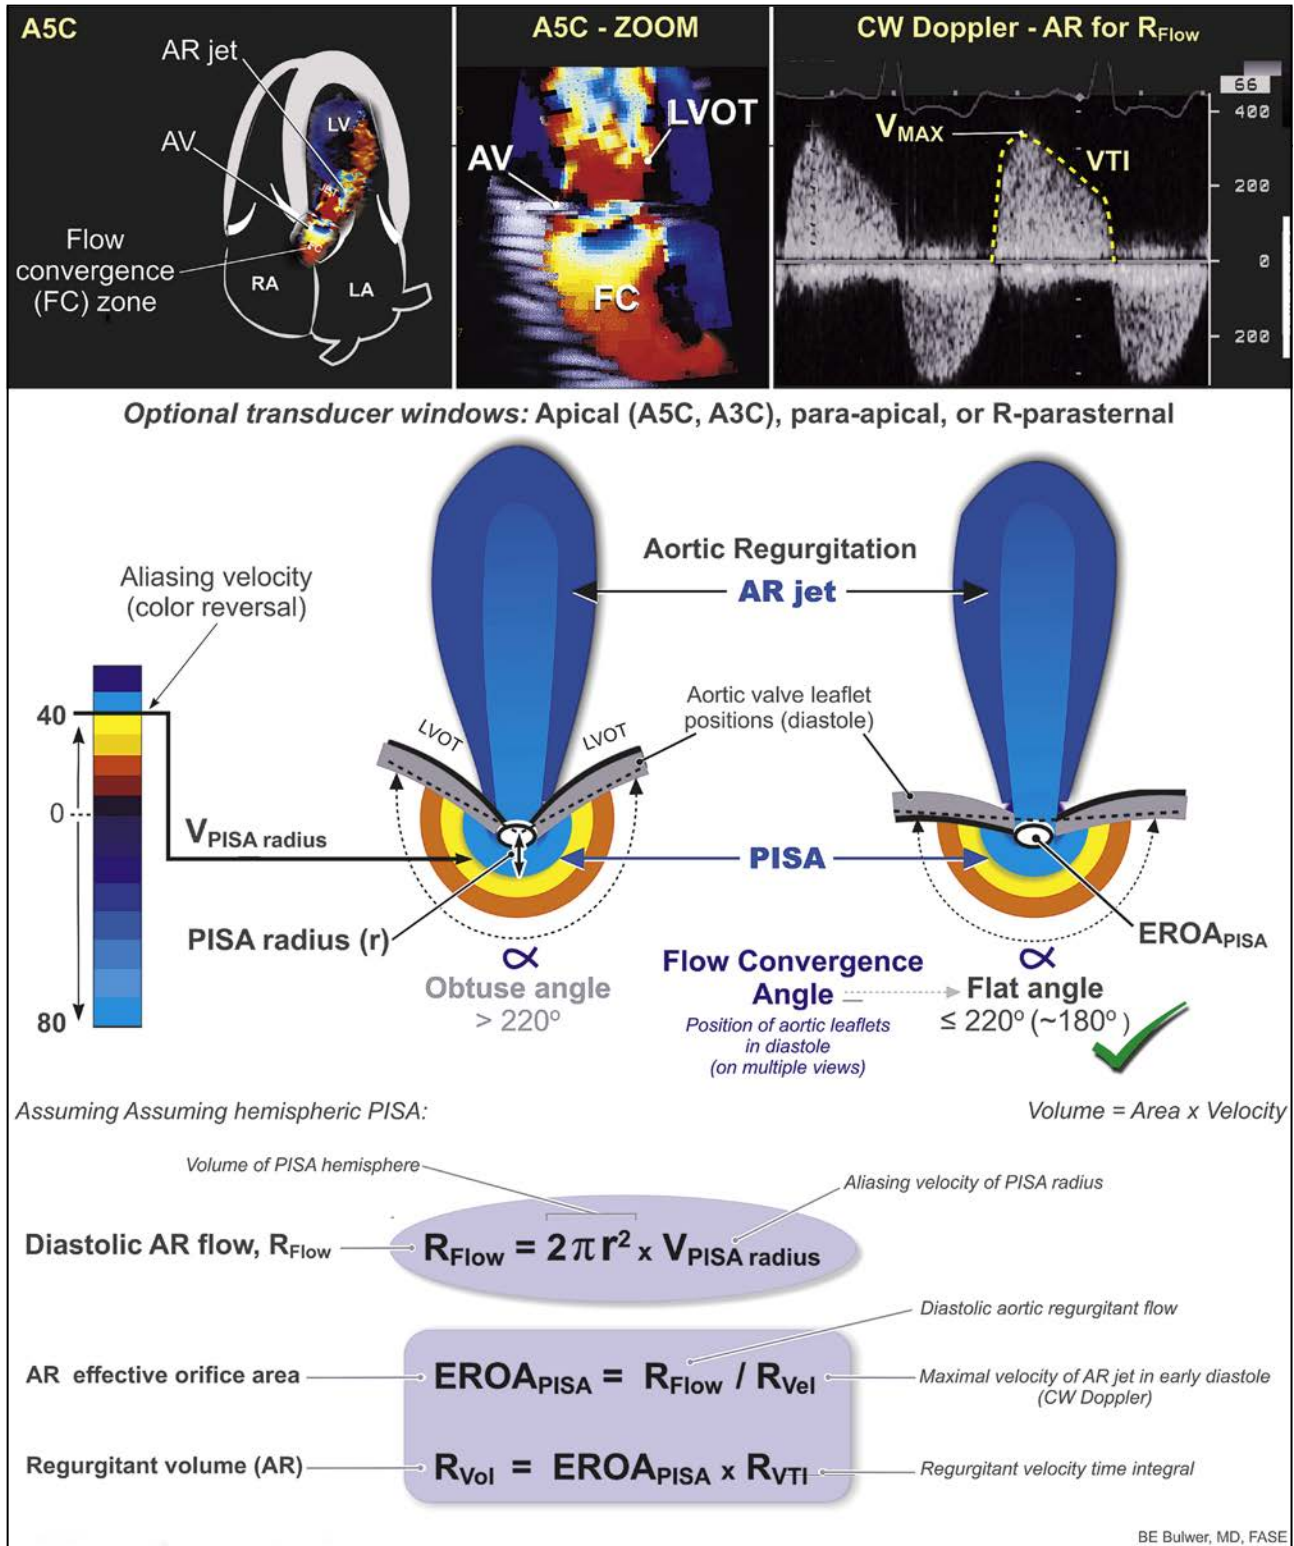 A5C
AR jet
AV
LV
Flow
convergence
(FC) zone
FC
RA
LA
A5C - ZOOM
LVOT
AV
FC
CW Doppler - AR for RFlow
66
400
VMAX
VTI
200
0
200
Optional transducer windows: Apical (A5C, A3C), para-apical, or R-parasternal
Aortic Regurgitation
AR jet
Aliasing velocity
(color reversal)
40
0
80
VPISA radius
LVOT
LVOT
Aortic valve leaflet
positions (diastole)
PISA
PISA radius (r)
EROAPISA
∝
Obtuse angle
> 220º
Flow Convergence
Angle
Position of aortic leaflets
in diastole
(on multiple views)
∝
Flat angle
≤ 220º (~180º)
Assuming Assuming hemispheric PISA:
Volume = Area x Velocity
Volume of PISA hemisphere
Aliasing velocity of PISA radius
Diastolic AR flow, RFlow
RFlow = 2πr² x VPISA radius
Diastolic aortic regurgitant flow
AR effective orifice area
EROAPISA = RFlow / RVel
Maximal velocity of AR jet in early diastole
(CW Doppler)
Regurgitant volume (AR)
RVol = EROAPISA x RVTI
Regurgitant velocity time integral
BE Bulwer, MD, FASE